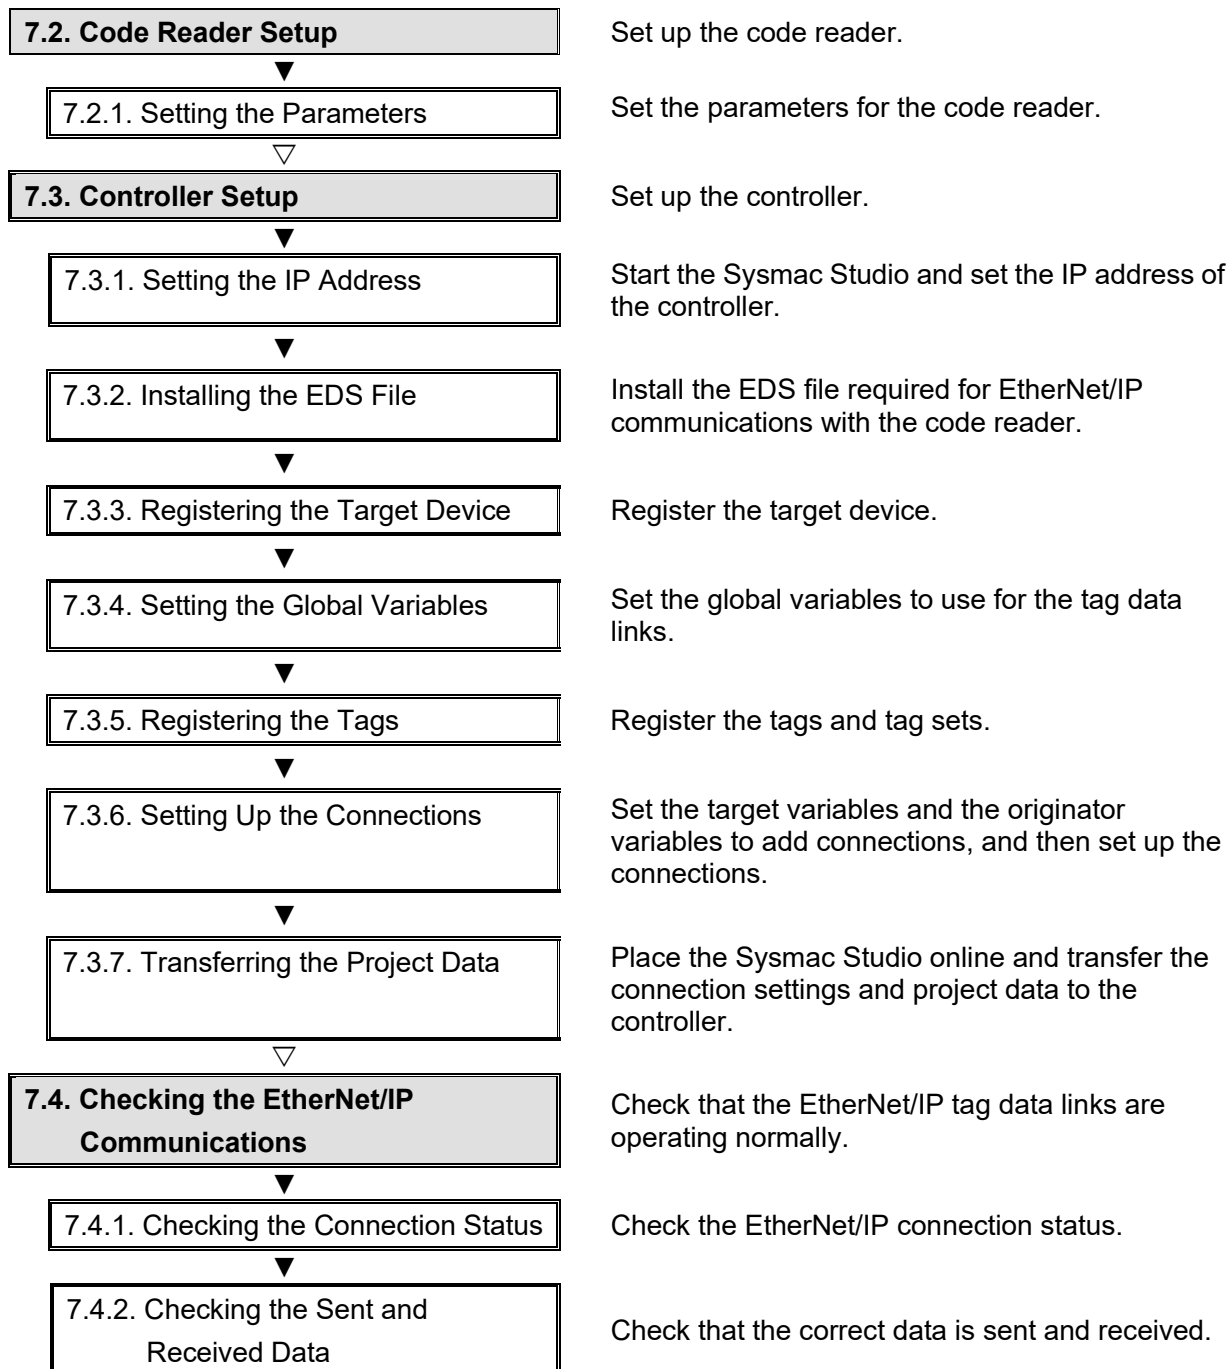 7.2. Code Reader Setup
Set up the code reader.
▼
7.2.1. Setting the Parameters
Set the parameters for the code reader.
▽
7.3. Controller Setup
Set up the controller.
▼
7.3.1. Setting the IP Address
Start the Sysmac Studio and set the IP address of
the controller.
▼
7.3.2. Installing the EDS File
Install the EDS file required for EtherNet/IP
communications with the code reader.
▼
7.3.3. Registering the Target Device
Register the target device.
▼
7.3.4. Setting the Global Variables
Set the global variables to use for the tag data
links.
▼
7.3.5. Registering the Tags
Register the tags and tag sets.
▼
7.3.6. Setting Up the Connections
Set the target variables and the originator
variables to add connections, and then set up the
connections.
▼
7.3.7. Transferring the Project Data
Place the Sysmac Studio online and transfer the
connection settings and project data to the
controller.
▽
7.4. Checking the EtherNet/IP
Communications
Check that the EtherNet/IP tag data links are
operating normally.
▼
7.4.1. Checking the Connection Status
Check the EtherNet/IP connection status.
▼
7.4.2. Checking the Sent and
Received Data
Check that the correct data is sent and received.